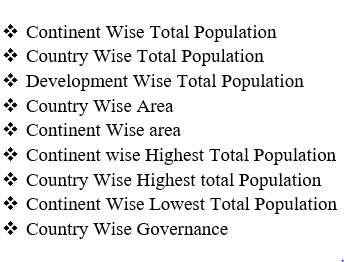 ❖ Continent Wise Total Population
❖ Country Wise Total Population
❖ Development Wise Total Population
❖ Country Wise Area
❖ Continent Wise area
❖ Continent wise Highest Total Population
❖ Country Wise Highest total Population
❖ Continent Wise Lowest Total Population
❖ Country Wise Governance